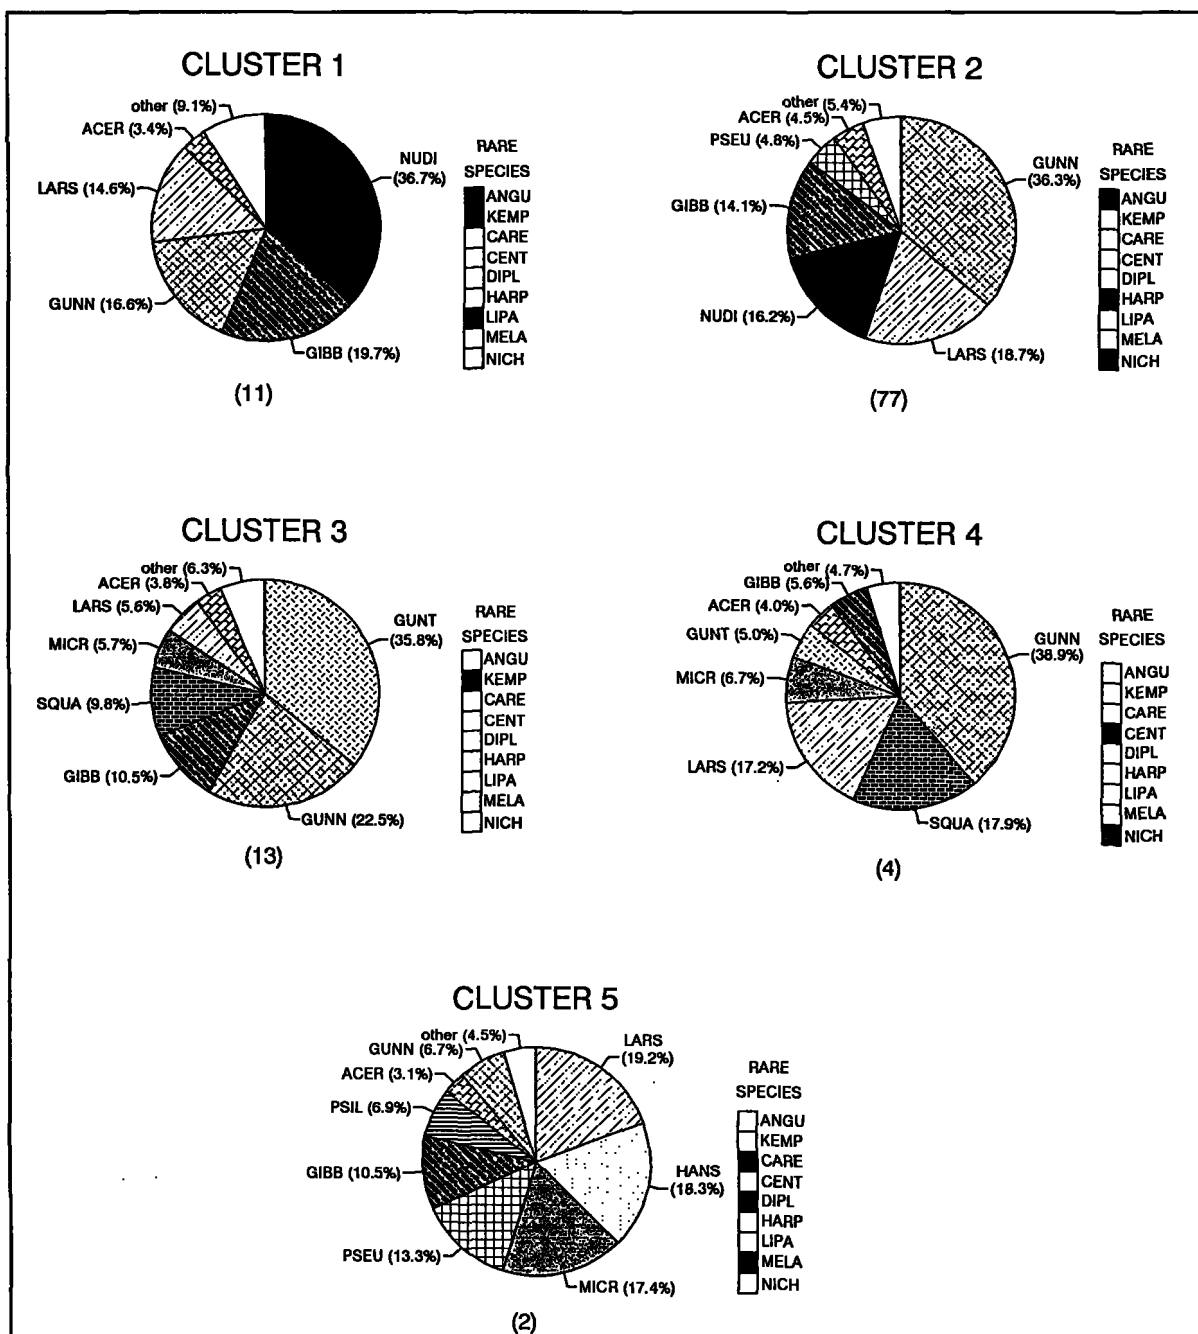 CLUSTER 1
other (9.1%)
ACER (3.4%)
LARS (14.6%)
GUNN (16.6%)
GIBB (19.7%)
NUDI
(36.7%)
RARE
SPECIES
ANGU
KEMP
CARE
CENT
DIPL
HARP
LIPA
MELA
NICH
(11)
CLUSTER 2
other (5.4%)
ACER (4.5%)
PSEU (4.8%)
GIBB (14.1%)
NUDI (16.2%)
LARS (18.7%)
GUNN
(36.3%)
RARE
SPECIES
ANGU
KEMP
CARE
CENT
DIPL
HARP
LIPA
MELA
NICH
(77)
CLUSTER 3
other (6.3%)
ACER (3.8%)
LARS (5.6%)
MICR (5.7%)
SQUA (9.8%)
GIBB (10.5%)
GUNN (22.5%)
GUNT
(35.8%)
RARE
SPECIES
ANGU
KEMP
CARE
CENT
DIPL
HARP
LIPA
MELA
NICH
(13)
CLUSTER 4
other (4.7%)
GIBB (5.6%)
ACER (4.0%)
GUNT (5.0%)
MICR (6.7%)
LARS (17.2%)
SQUA (17.9%)
GUNN
(38.9%)
RARE
SPECIES
ANGU
KEMP
CARE
CENT
DIPL
HARP
LIPA
MELA
NICH
(4)
CLUSTER 5
other (4.5%)
GUNN (6.7%)
ACER (3.1%)
PSIL (6.9%)
GIBB (10.5%)
PSEU (13.3%)
MICR (17.4%)
HANS
(18.3%)
LARS
(19.2%)
RARE
SPECIES
ANGU
KEMP
CARE
CENT
DIPL
HARP
LIPA
MELA
NICH
(2)